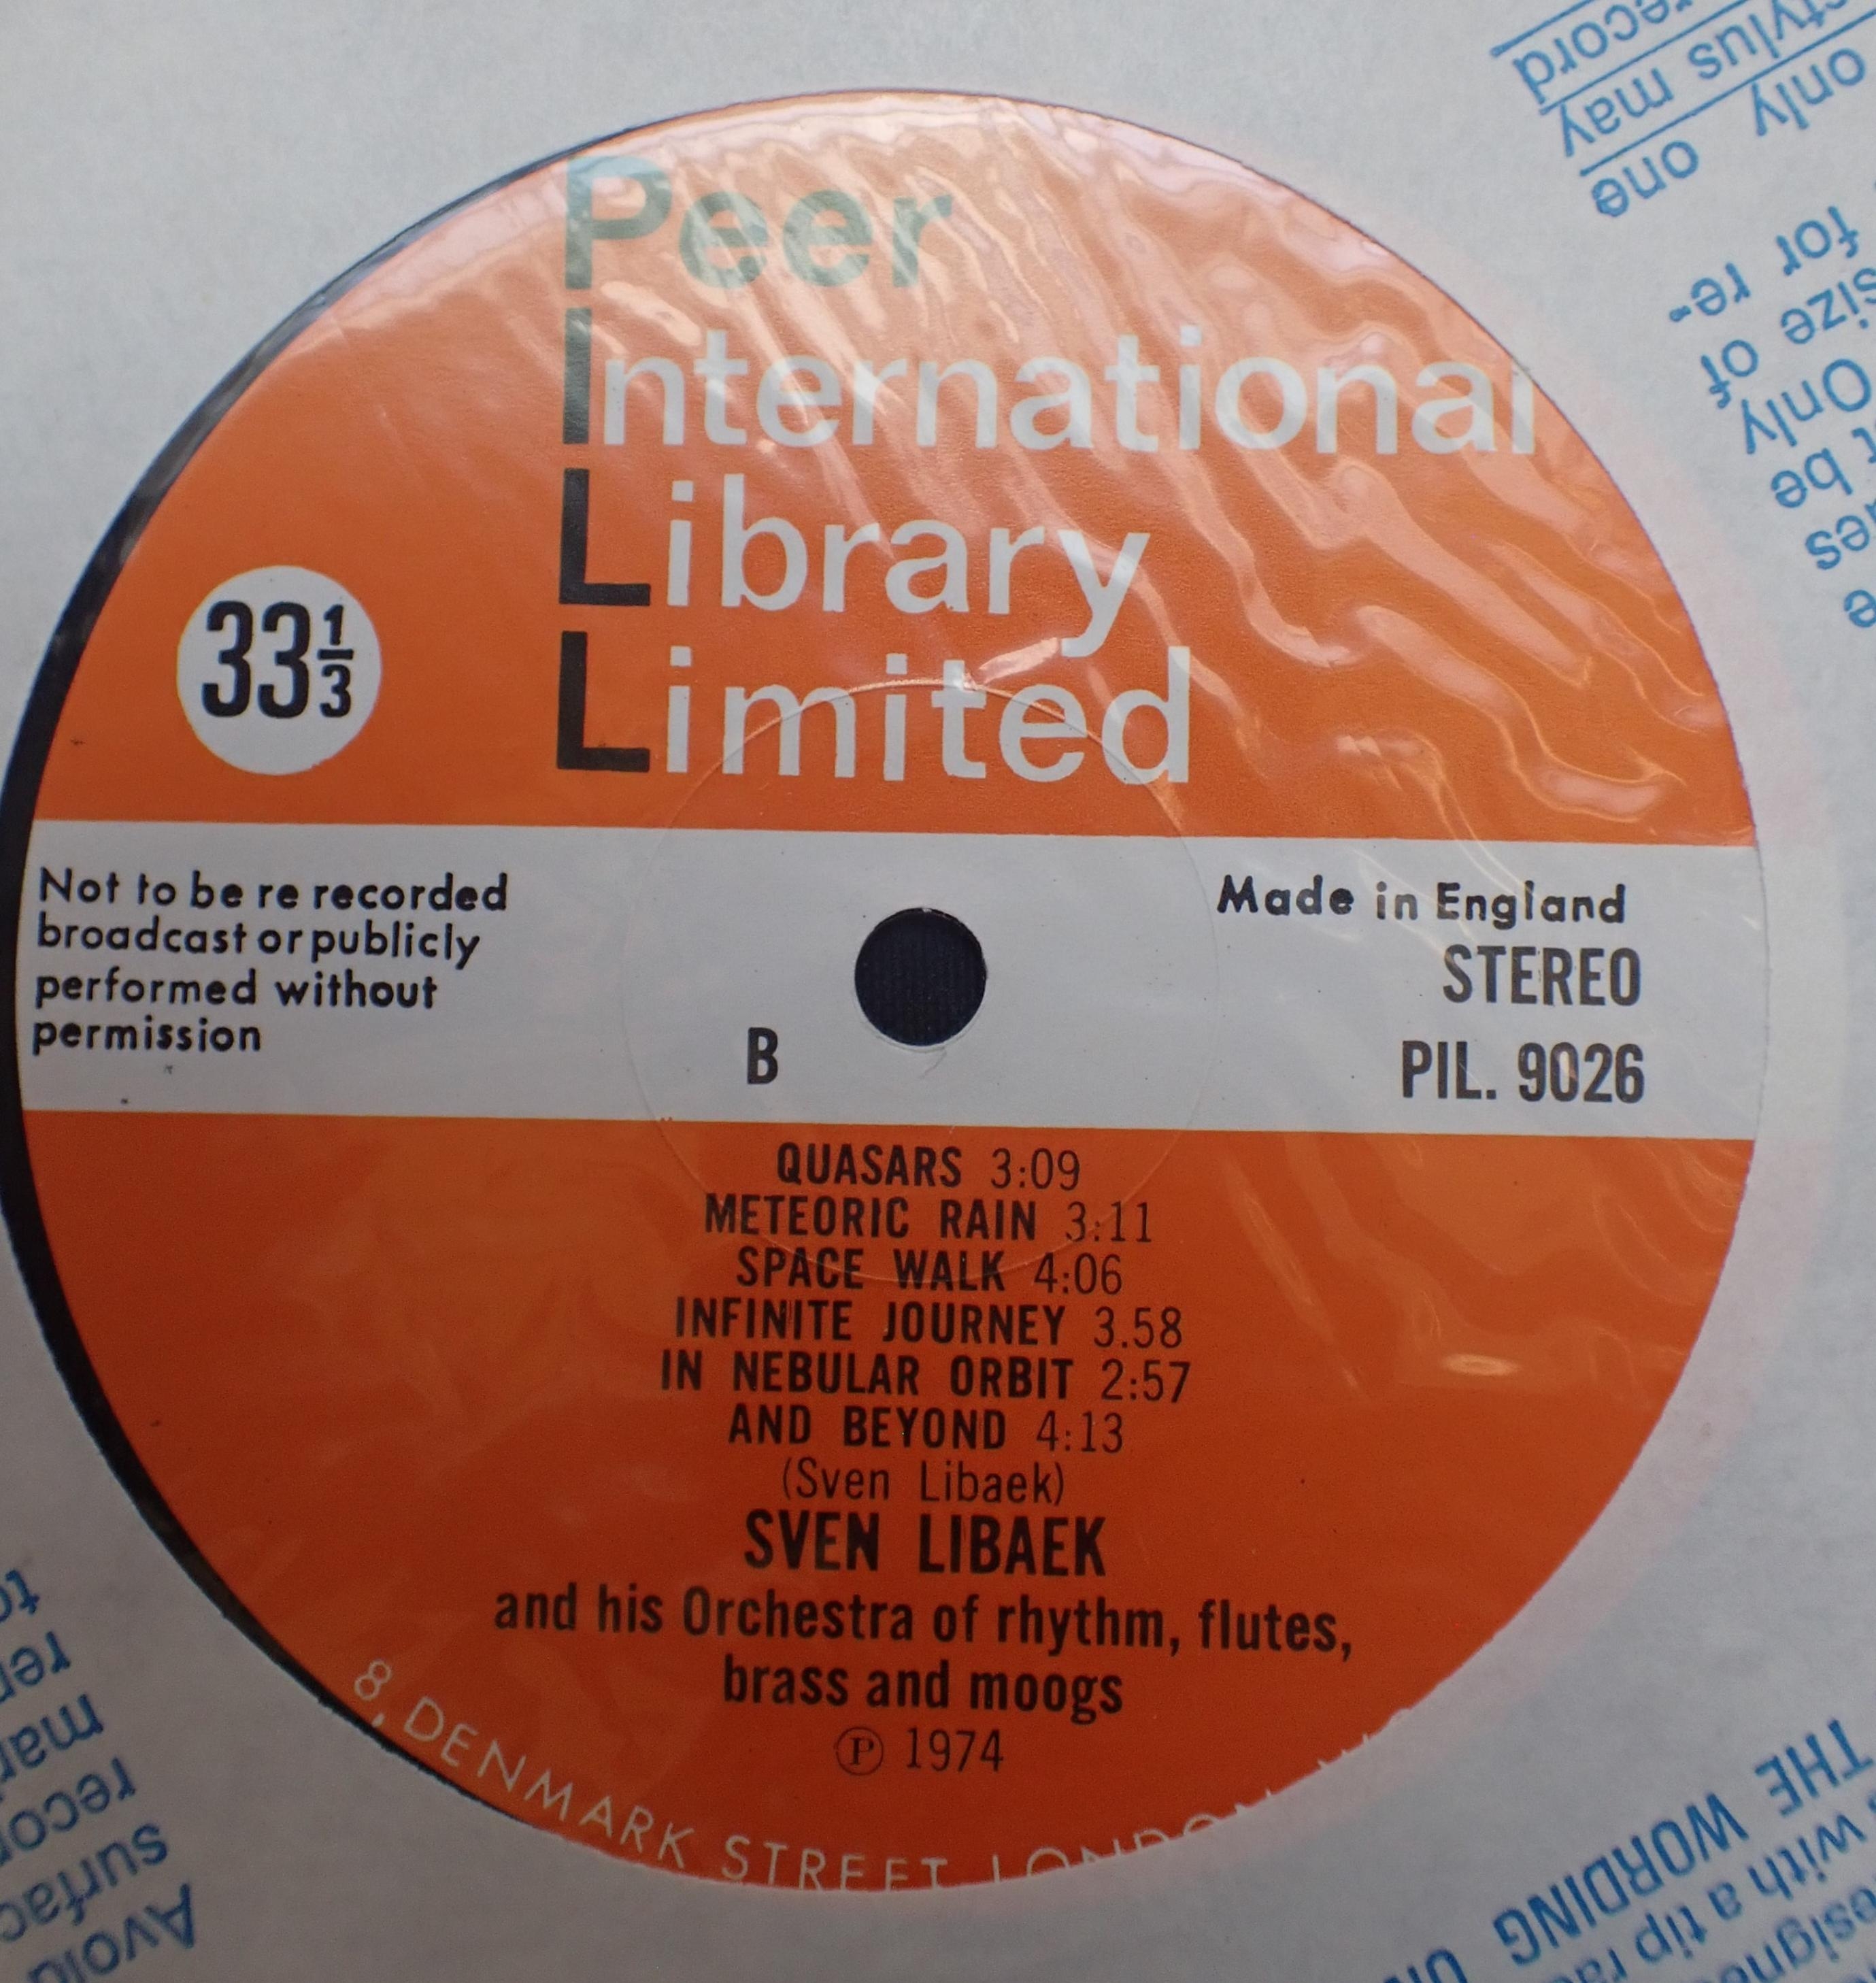 Peer
International
Library
Limited
33 1/3
Not to be re recorded
broadcast or publicly
performed without
permission
Made in England
STEREO
PIL. 9026
B
QUASARS 3:09
METEORIC RAIN 3:11
SPACE WALK 4:06
INFINITE JOURNEY 3.58
IN NEBULAR ORBIT 2:57
AND BEYOND 4:13
(Sven Libaek)
SVEN LIBAEK
and his Orchestra of rhythm, flutes,
brass and moogs
Ⓟ 1974
8, DENMARK STREET LONDON
record
stylus may
only one
for re-
size of
Only
be
THE WORDING
with a tip
Avoid